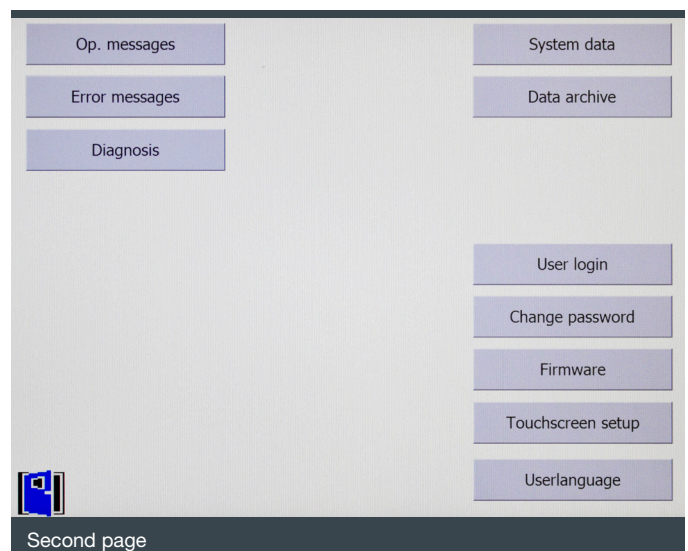 Op. messages
System data
Error messages
Data archive
Diagnosis
User login
Change password
Firmware
Touchscreen setup
Userlanguage
Second page